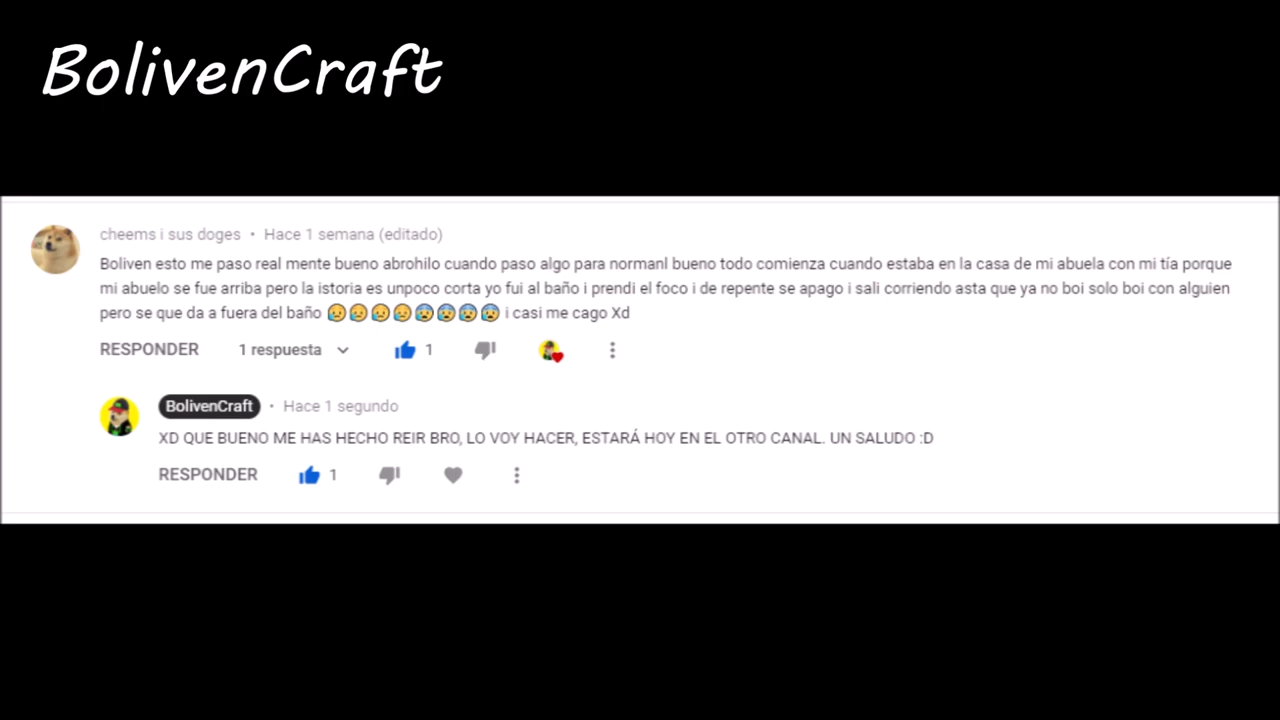 BolivenCraft
cheems i sus doges • Hace 1 semana (editado)
Boliven esto me paso real mente bueno abrohilo cuando paso algo para normanl bueno todo comienza cuando estaba en la casa de mi abuela con mi tía porque
mi abuelo se fue arriba pero la istoria es unpoco corta yo fui al baño i prendi el foco i de repente se apago i sali corriendo asta que ya no boi solo boi con alguien
pero se que da a fuera del baño 😥😥😥😥😰😰😰😰 i casi me cago Xd
RESPONDER 1 respuesta 1
BolivenCraft • Hace 1 segundo
XD QUE BUENO ME HAS HECHO REIR BRO, LO VOY HACER, ESTARÁ HOY EN EL OTRO CANAL. UN SALUDO :D
RESPONDER 1